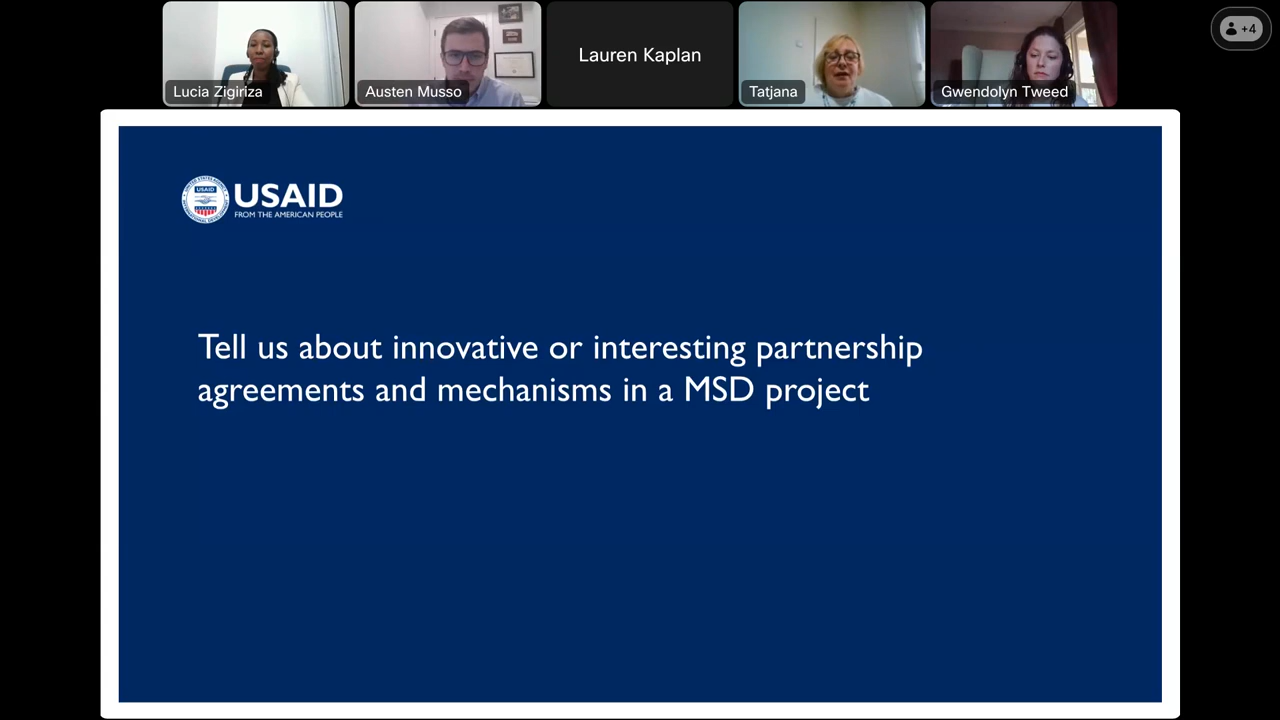 Lucia Zigiriza
Austen Musso
Lauren Kaplan
Tatjana
Gwendolyn Tweed
+4
USAID
USAID
FROM THE AMERICAN PEOPLE
Tell us about innovative or interesting partnership
agreements and mechanisms in a MSD project